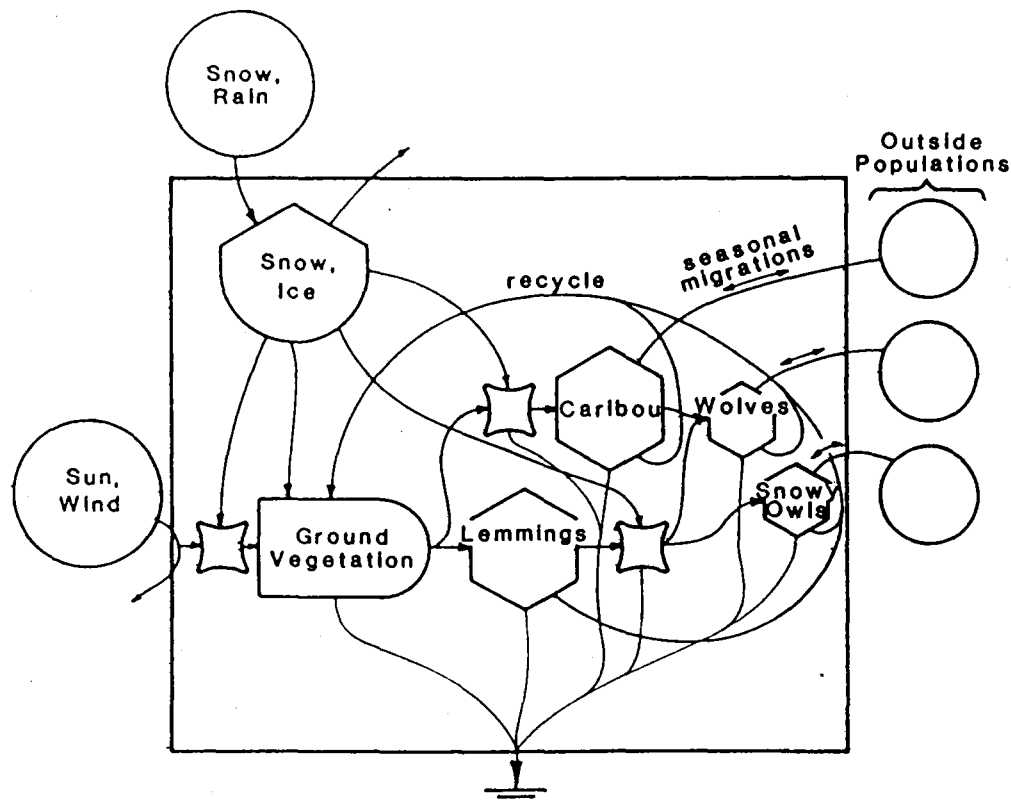 Snow,
Rain
Outside
Populations
Snow,
Ice
seasonal
migrations
recycle
Caribou
Wolves
Sun,
Wind
Snowy
Owls
Ground
Vegetation
Lemmings